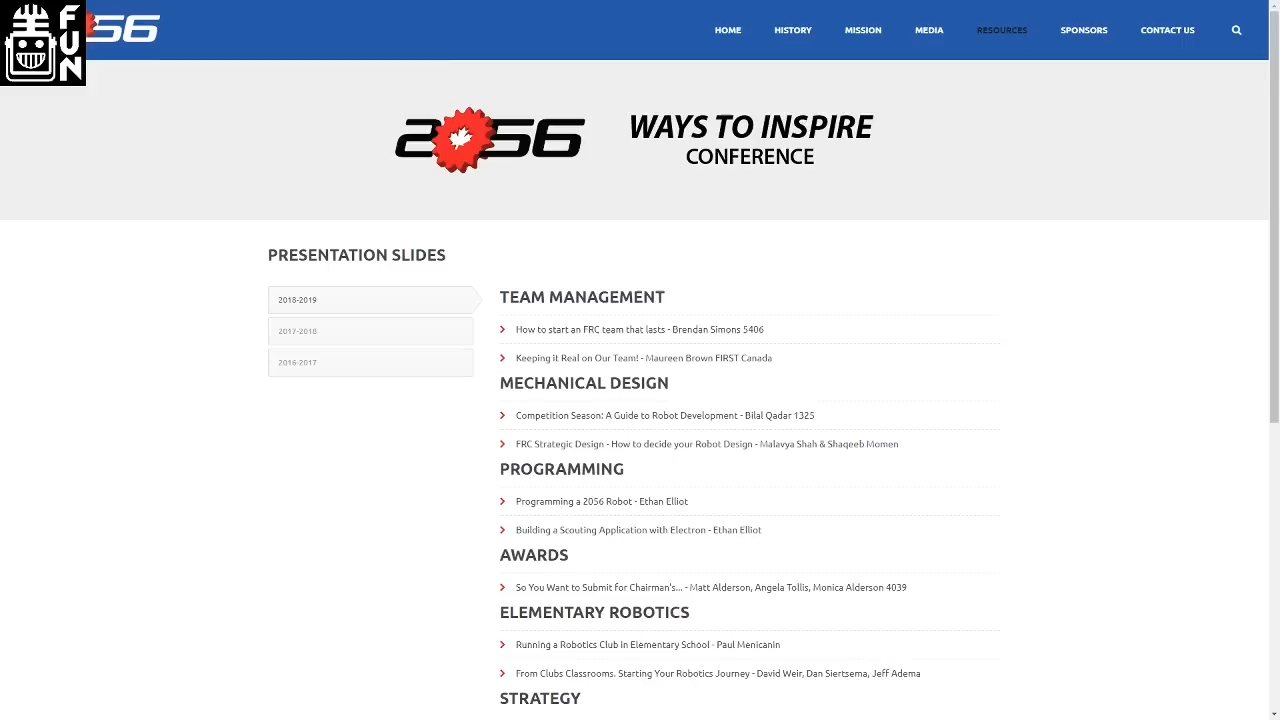 FUN
56
HOME
HISTORY
MISSION
MEDIA
RESOURCES
SPONSORS
CONTACT US
2056
WAYS TO INSPIRE
CONFERENCE
PRESENTATION SLIDES
2018-2019
2017-2018
2016-2017
TEAM MANAGEMENT
How to start an FRC team that lasts - Brendan Simons 5406
Keeping it Real on Our Team! - Maureen Brown FIRST Canada
MECHANICAL DESIGN
Competition Season: A Guide to Robot Development - Bilal Qadar 1325
FRC Strategic Design - How to decide your Robot Design - Malavya Shah & Shaqeeb Momen
PROGRAMMING
Programming a 2056 Robot - Ethan Elliot
Building a Scouting Application with Electron - Ethan Elliot
AWARDS
So You Want to Submit for Chairman's... - Matt Alderson, Angela Tollis, Monica Alderson 4039
ELEMENTARY ROBOTICS
Running a Robotics Club in Elementary School - Paul Menicanin
From Clubs Classrooms. Starting Your Robotics Journey - David Weir, Dan Siertsema, Jeff Adema
STRATEGY